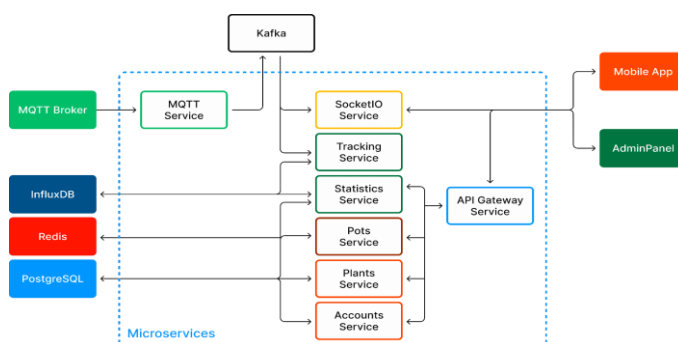 Kafka
Mobile App
MQTT Broker
MQTT
Service
SocketIO
Service
Tracking
Service
AdminPanel
InfluxDB
Statistics
Service
API Gateway
Service
Redis
Pots
Service
PostgreSQL
Plants
Service
Accounts
Service
Microservices